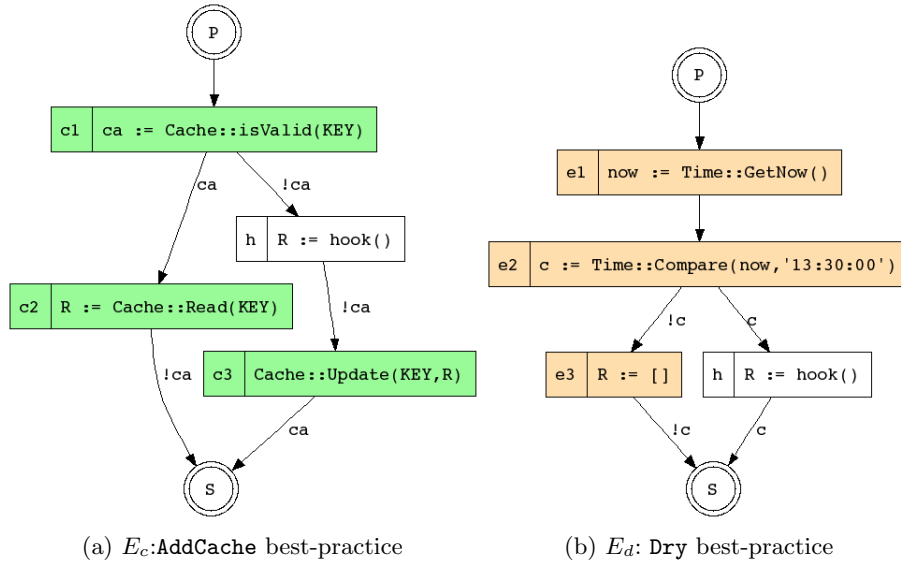 P
c1 ca := Cache::isValid(KEY)
ca !ca
h R := hook()
c2 R := Cache::Read(KEY)
!ca
!ca
c3 Cache::Update(KEY,R)
ca
S
(a) E_c:AddCache best-practice
P
e1 now := Time::GetNow()
e2 c := Time::Compare(now,'13:30:00')
!c c
e3 R := [] h R := hook()
!c c
S
(b) E_d: Dry best-practice